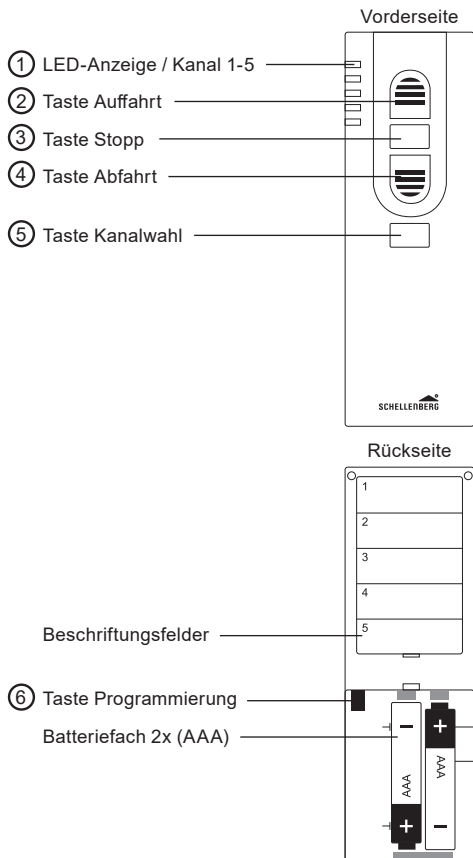 Vorderseite
1 LED-Anzeige / Kanal 1-5
2 Taste Auffahrt
3 Taste Stopp
4 Taste Abfahrt
5 Taste Kanalwahl
SCHELLENBERG
Rückseite
1
2
3
4
5
Beschriftungsfelder
6 Taste Programmierung
Batteriefach 2x (AAA)
− +
AAA AAA
+ −